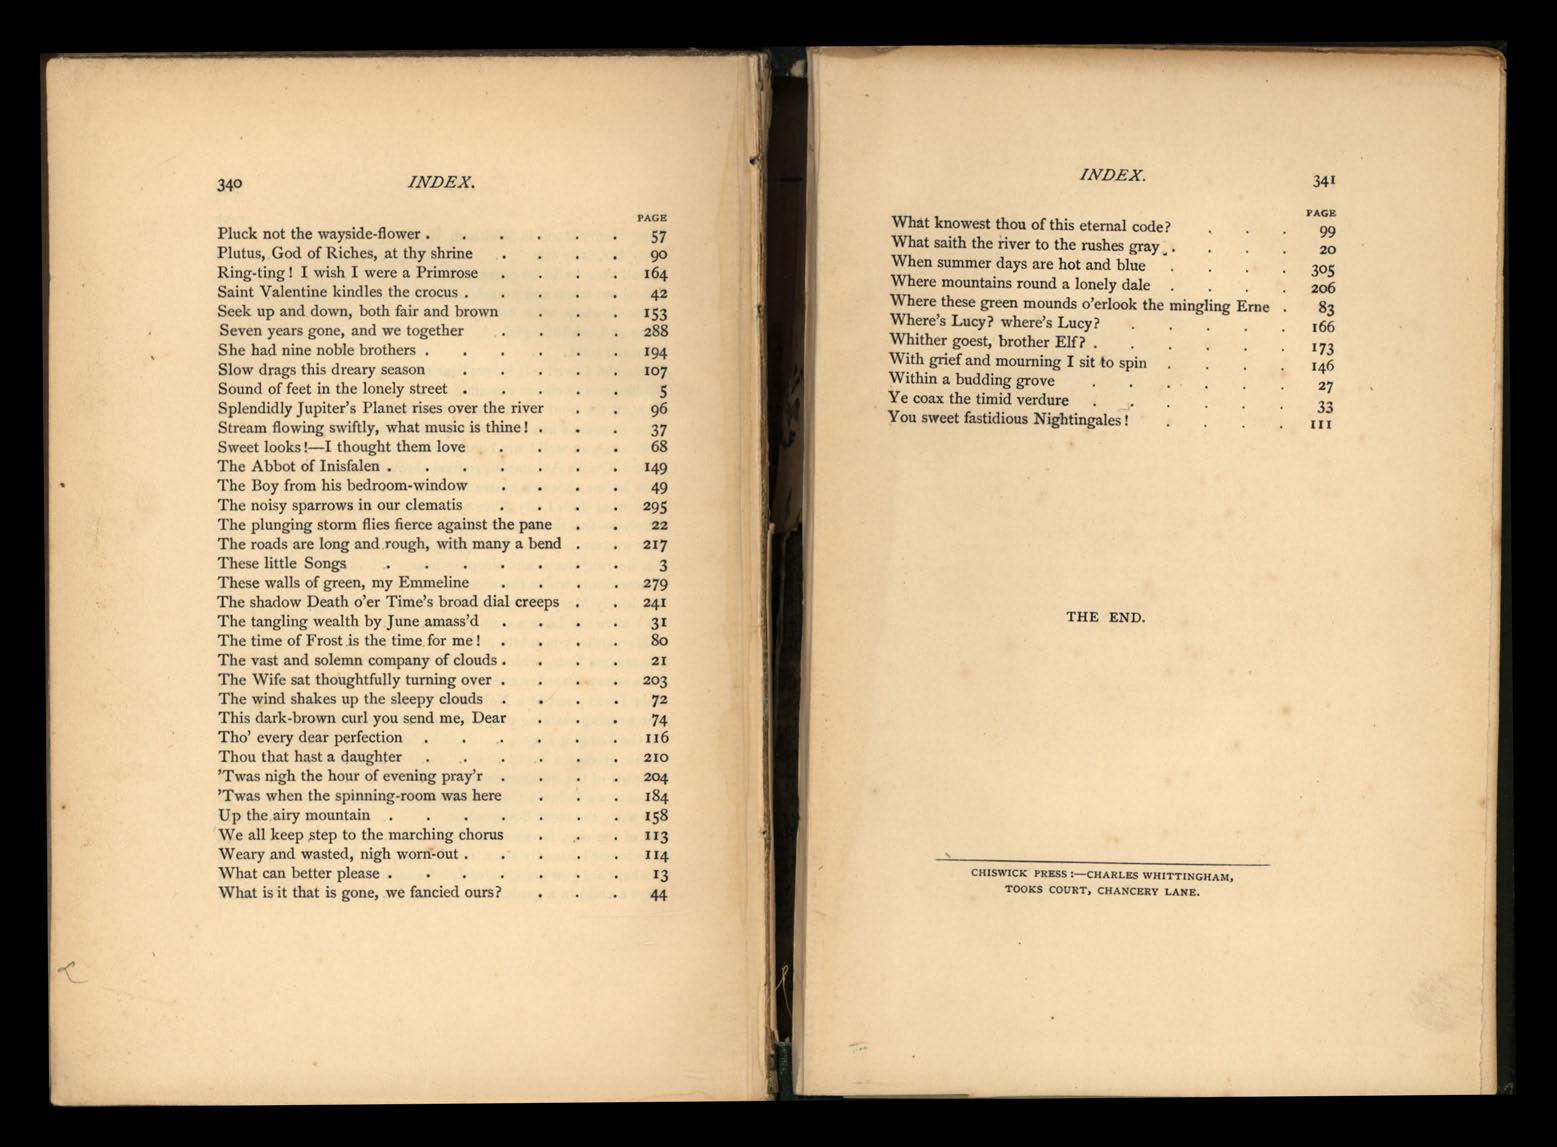 340 INDEX.
PAGE
Pluck not the wayside-flower . . . . . . 57
Plutus, God of Riches, at thy shrine . . . . 90
Ring-ting! I wish I were a Primrose . . . . 164
Saint Valentine kindles the crocus . . . . . 42
Seek up and down, both fair and brown . . . 153
Seven years gone, and we together . . . . 288
She had nine noble brothers . . . . . . 194
Slow drags this dreary season . . . . . 107
Sound of feet in the lonely street . . . . . 5
Splendidly Jupiter's Planet rises over the river . . 96
Stream flowing swiftly, what music is thine! . . . 37
Sweet looks!—I thought them love . . . . 68
The Abbot of Inisfalen . . . . . . . 149
The Boy from his bedroom-window . . . . 49
The noisy sparrows in our clematis . . . . 295
The plunging storm flies fierce against the pane . . 22
The roads are long and rough, with many a bend . . 217
These little Songs . . . . . . . 3
These walls of green, my Emmeline . . . . 279
The shadow Death o'er Time's broad dial creeps . . 241
The tangling wealth by June amass'd . . . . 31
The time of Frost is the time for me! . . . . 80
The vast and solemn company of clouds . . . . 21
The Wife sat thoughtfully turning over . . . . 203
The wind shakes up the sleepy clouds . . . . 72
This dark-brown curl you send me, Dear . . . 74
Tho' every dear perfection . . . . . . 116
Thou that hast a daughter . . . . . . 210
'Twas nigh the hour of evening pray'r . . . . 204
'Twas when the spinning-room was here . . . 184
Up the airy mountain . . . . . . . 158
We all keep step to the marching chorus . . . 113
Weary and wasted, nigh worn-out . . . . . 114
What can better please . . . . . . . 13
What is it that is gone, we fancied ours? . . . 44
INDEX. 341
PAGE
What knowest thou of this eternal code? . . . 99
What saith the river to the rushes gray . . . . 20
When summer days are hot and blue . . . . 305
Where mountains round a lonely dale . . . . 206
Where these green mounds o'erlook the mingling Erne . 83
Where's Lucy? where's Lucy? . . . . . 166
Whither goest, brother Elf? . . . . . . 173
With grief and mourning I sit to spin . . . . 146
Within a budding grove . . . . . . 27
Ye coax the timid verdure . . . . . . 33
You sweet fastidious Nightingales! . . . . 111
THE END.
CHISWICK PRESS:—CHARLES WHITTINGHAM,
TOOKS COURT, CHANCERY LANE.